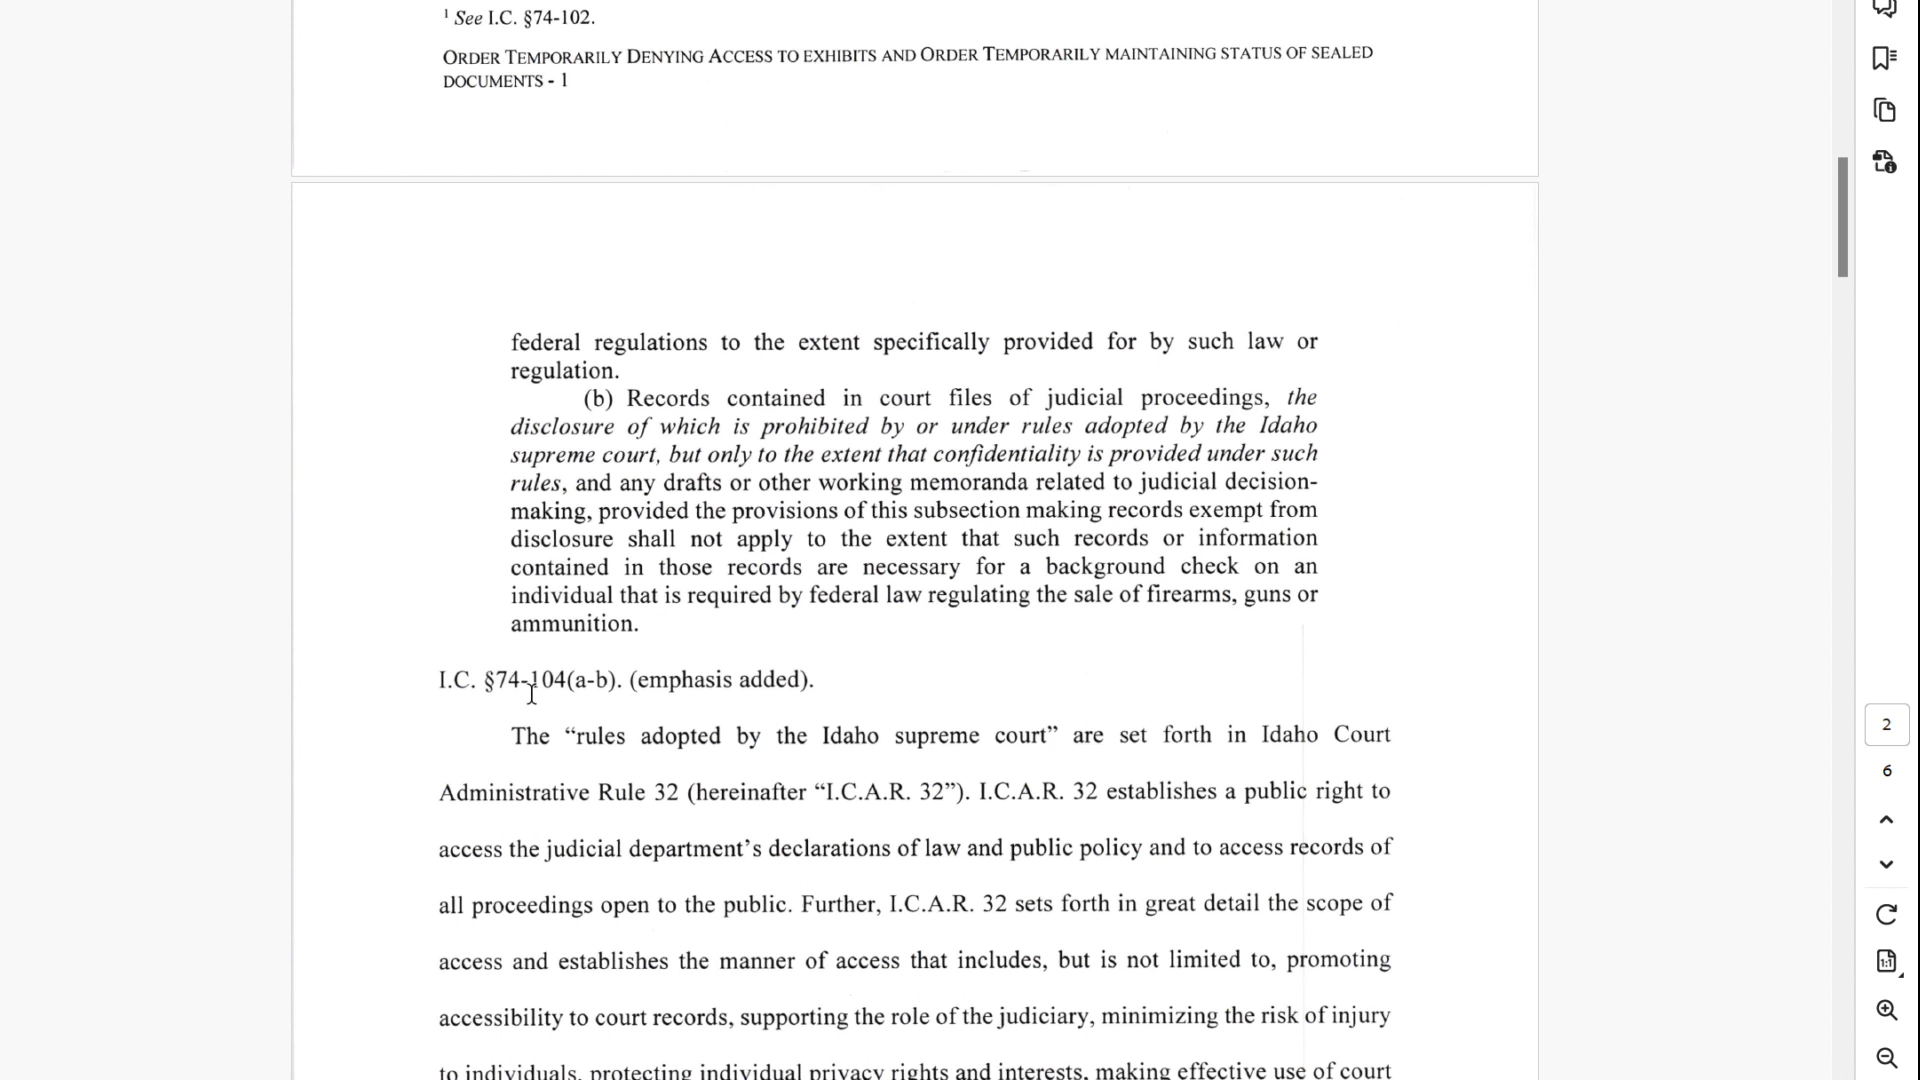 ¹ See I.C. §74-102.
ORDER TEMPORARILY DENYING ACCESS TO EXHIBITS AND ORDER TEMPORARILY MAINTAINING STATUS OF SEALED
DOCUMENTS - 1
federal regulations to the extent specifically provided for by such law or
regulation.
(b) Records contained in court files of judicial proceedings, the
disclosure of which is prohibited by or under rules adopted by the Idaho
supreme court, but only to the extent that confidentiality is provided under such
rules, and any drafts or other working memoranda related to judicial decision-
making, provided the provisions of this subsection making records exempt from
disclosure shall not apply to the extent that such records or information
contained in those records are necessary for a background check on an
individual that is required by federal law regulating the sale of firearms, guns or
ammunition.
I.C. §74-104(a-b). (emphasis added).
The “rules adopted by the Idaho supreme court” are set forth in Idaho Court
Administrative Rule 32 (hereinafter “I.C.A.R. 32”). I.C.A.R. 32 establishes a public right to
access the judicial department’s declarations of law and public policy and to access records of
all proceedings open to the public. Further, I.C.A.R. 32 sets forth in great detail the scope of
access and establishes the manner of access that includes, but is not limited to, promoting
accessibility to court records, supporting the role of the judiciary, minimizing the risk of injury
to individuals, protecting individual privacy rights and interests, making effective use of court
2
6
1:1